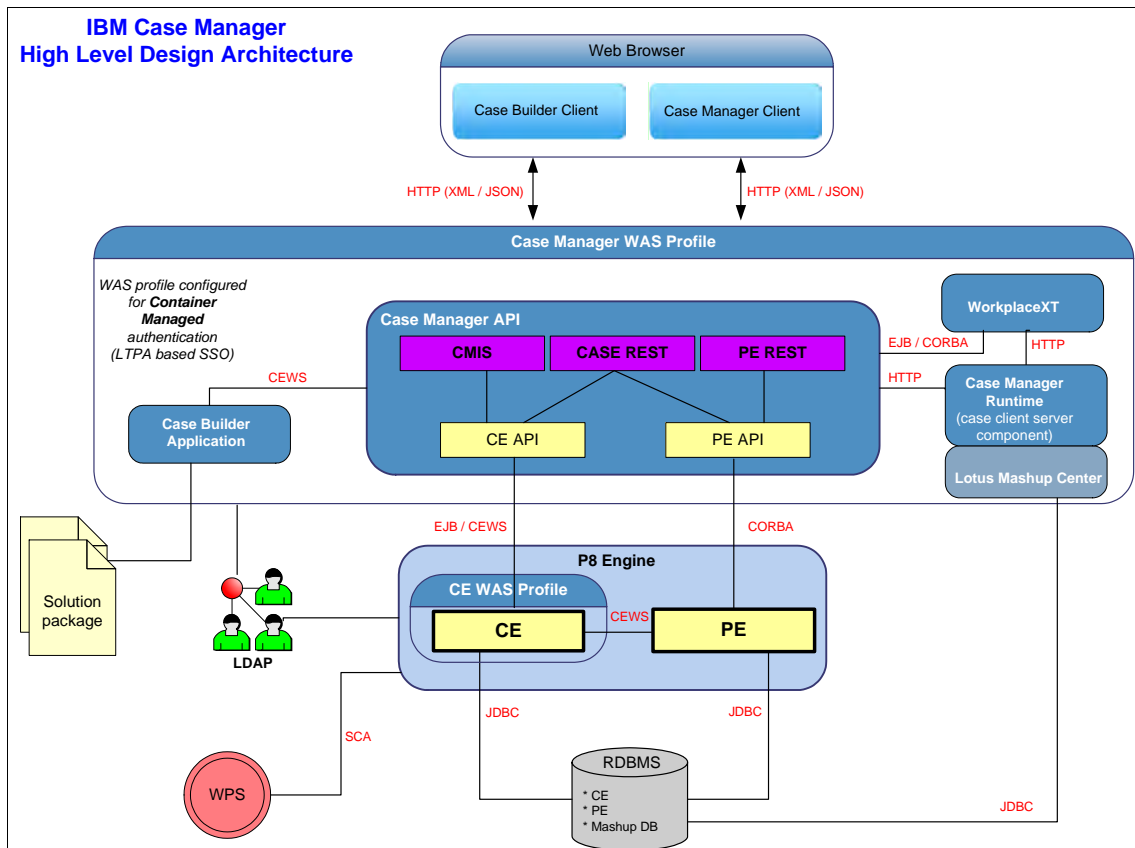 IBM Case Manager
High Level Design Architecture
Web Browser
Case Builder Client
Case Manager Client
HTTP (XML / JSON)
HTTP (XML / JSON)
Case Manager WAS Profile
WAS profile configured
for Container
Managed
authentication
(LTPA based SSO)
Case Manager API
CMIS
CASE REST
PE REST
CE API
PE API
WorkplaceXT
EJB / CORBA
HTTP
HTTP
Case Manager
Runtime
(case client server
component)
Lotus Mashup Center
CEWS
Case Builder
Application
EJB / CEWS
CORBA
Solution
package
LDAP
P8 Engine
CE WAS Profile
CE
CEWS
PE
JDBC
JDBC
SCA
WPS
RDBMS
* CE
* PE
* Mashup DB
JDBC